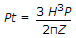 Pt = 3 H³P / 2πZ